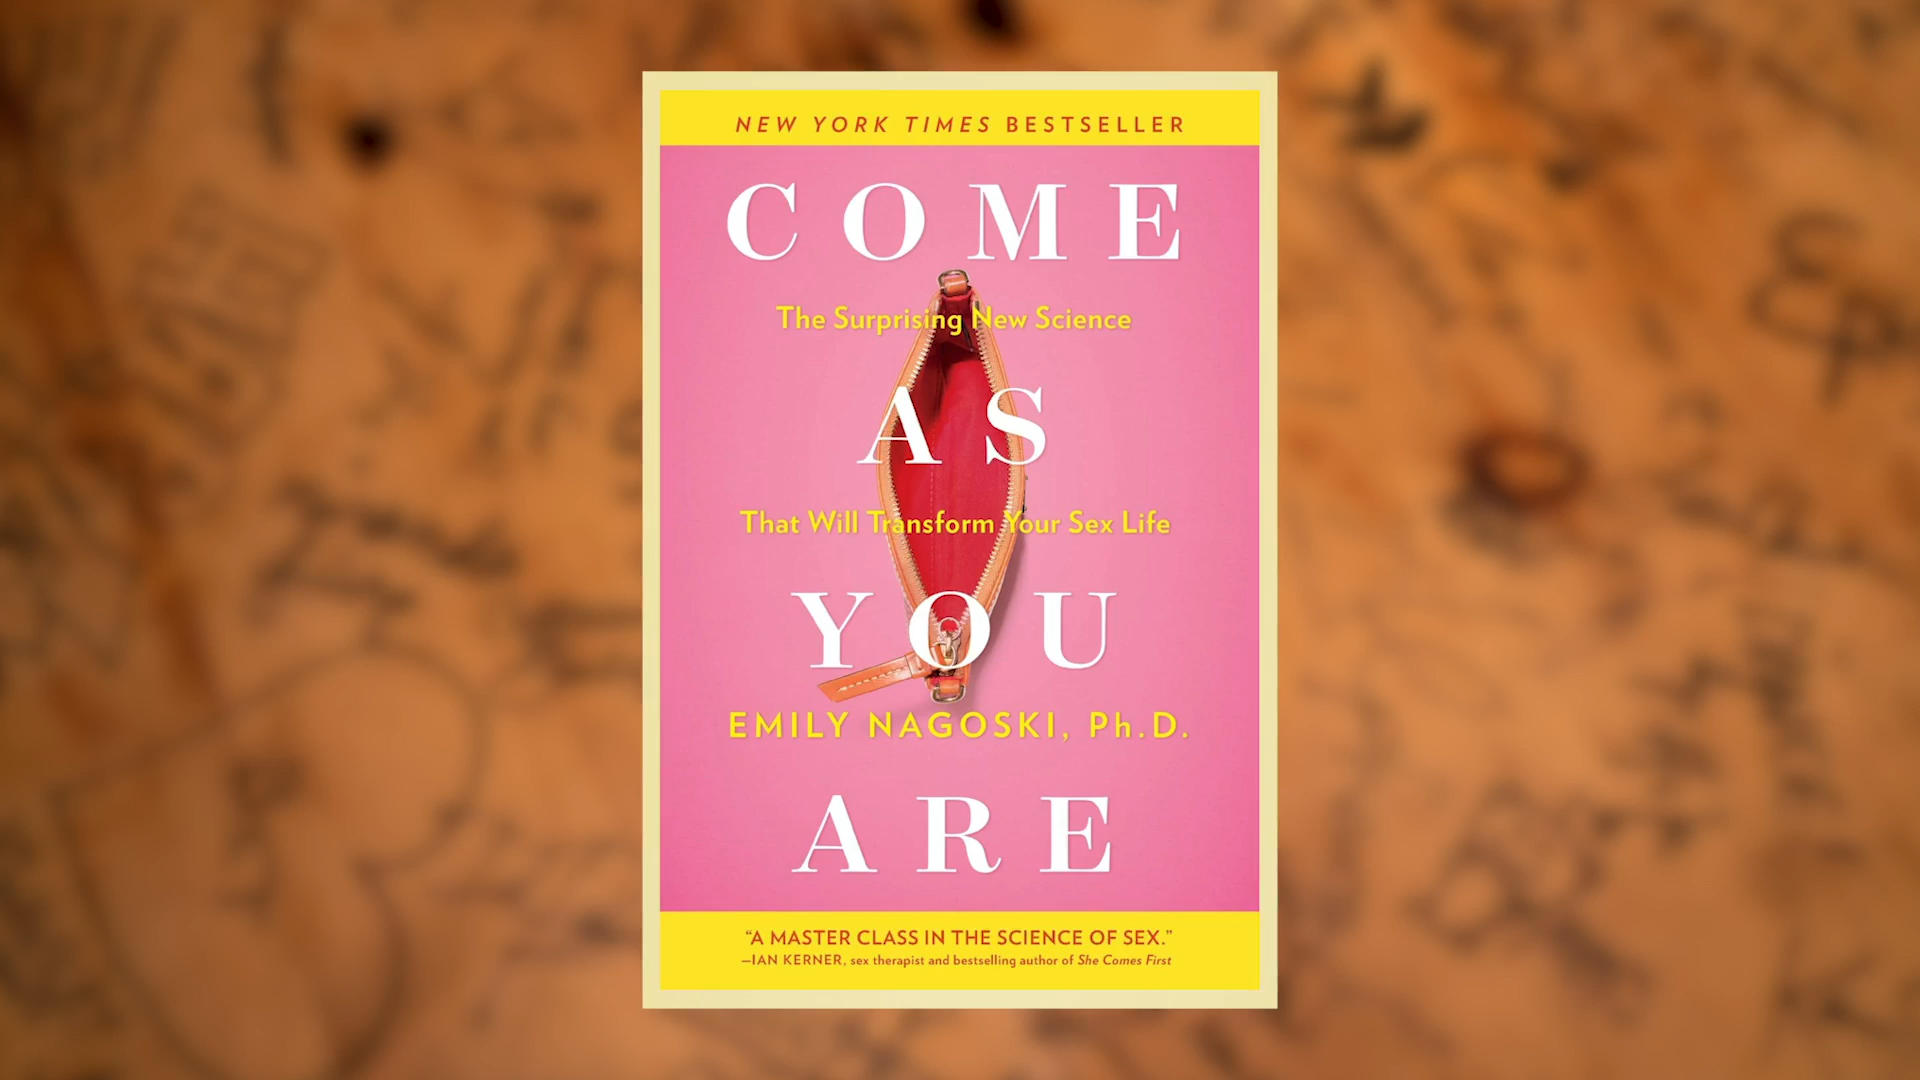 NEW YORK TIMES BESTSELLER
COME
The Surprising New Science
AS
That Will Transform Your Sex Life
YOU
EMILY NAGOSKI, Ph.D.
ARE
“A MASTER CLASS IN THE SCIENCE OF SEX.”
—IAN KERNER, sex therapist and bestselling author of She Comes First